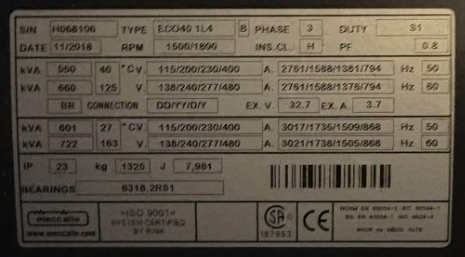 S/N H068106 TYPE ECO40 1L4 B PHASE 3 DUTY S1
DATE 11/2018 RPM 1500/1800 INS.CL. H PF 0.8
kVA 550 40 °C V. 115/200/230/400 A. 2761/1588/1381/794 Hz 50
kVA 660 125 V 138/240/277/480 A. 2761/1588/1376/794 Hz 60
BR CONNECTION DD/YY/D/Y EX. V. 32.7 EX. A. 3.7
kVA 601 27 °C V. 115/200/230/400 A. 3017/1735/1509/868 Hz 50
kVA 722 163 V. 138/240/277/480 A. 3021/1738/1505/868 Hz 60
IP 23 kg 1325 J 7,981
BEARINGS 6318.2RS1
mecc alte
www.meccalte.com
=ISO 9001=
SYSTEM CERTIFIED
BY RINA
187863
CE